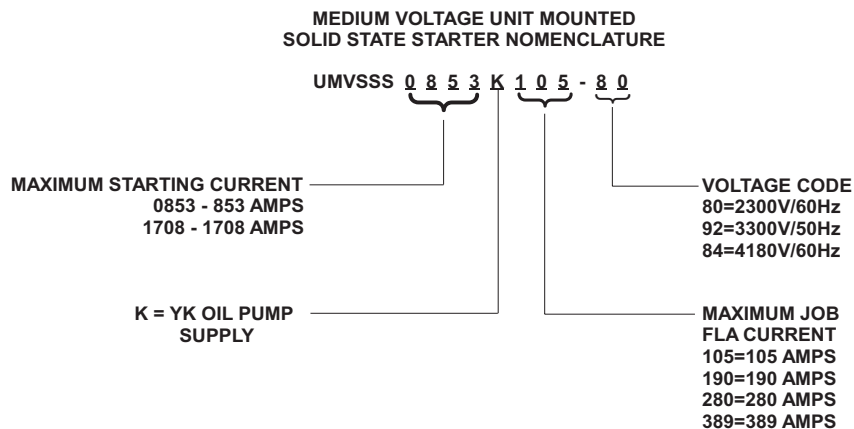 MEDIUM VOLTAGE UNIT MOUNTED
SOLID STATE STARTER NOMENCLATURE
UMVSSS 0 8 5 3 K 1 0 5 - 8 0
MAXIMUM STARTING CURRENT
0853 - 853 AMPS
1708 - 1708 AMPS
VOLTAGE CODE
80=2300V/60Hz
92=3300V/50Hz
84=4180V/60Hz
K = YK OIL PUMP
SUPPLY
MAXIMUM JOB
FLA CURRENT
105=105 AMPS
190=190 AMPS
280=280 AMPS
389=389 AMPS